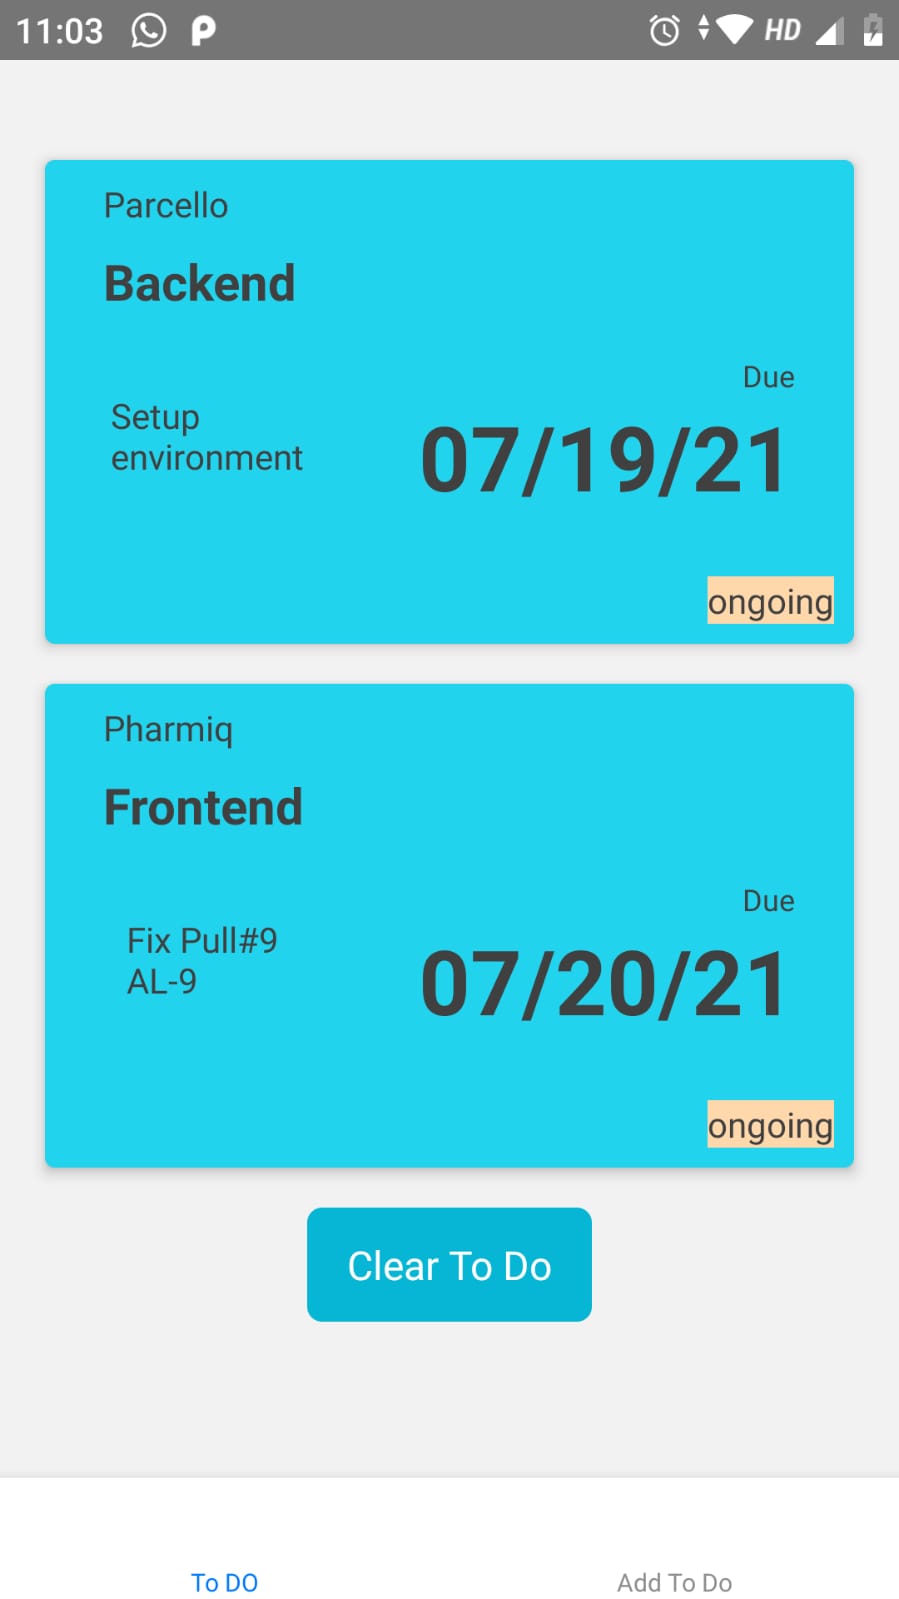 11:03 HD
Parcello
Backend
Due
Setup
environment
07/19/21
ongoing
Pharmiq
Frontend
Due
Fix Pull#9
AL-9
07/20/21
ongoing
Clear To Do
To DO
Add To Do